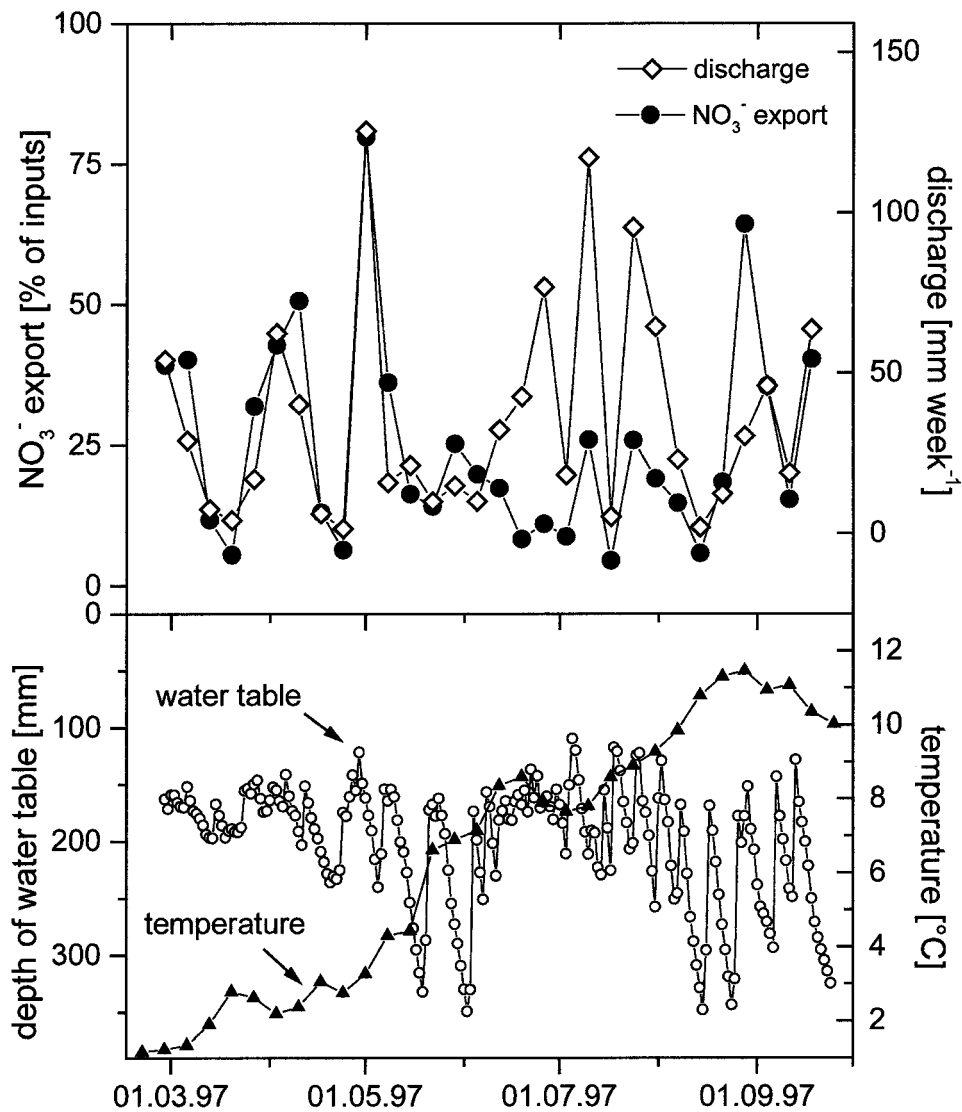 100
75
50
25
0
NO₃⁻ export [% of inputs]
discharge
NO₃⁻ export
150
100
50
0
discharge [mm week⁻¹]
0
100
200
300
depth of water table [mm]
water table
temperature
12
10
8
6
4
2
temperature [°C]
01.03.97 01.05.97 01.07.97 01.09.97